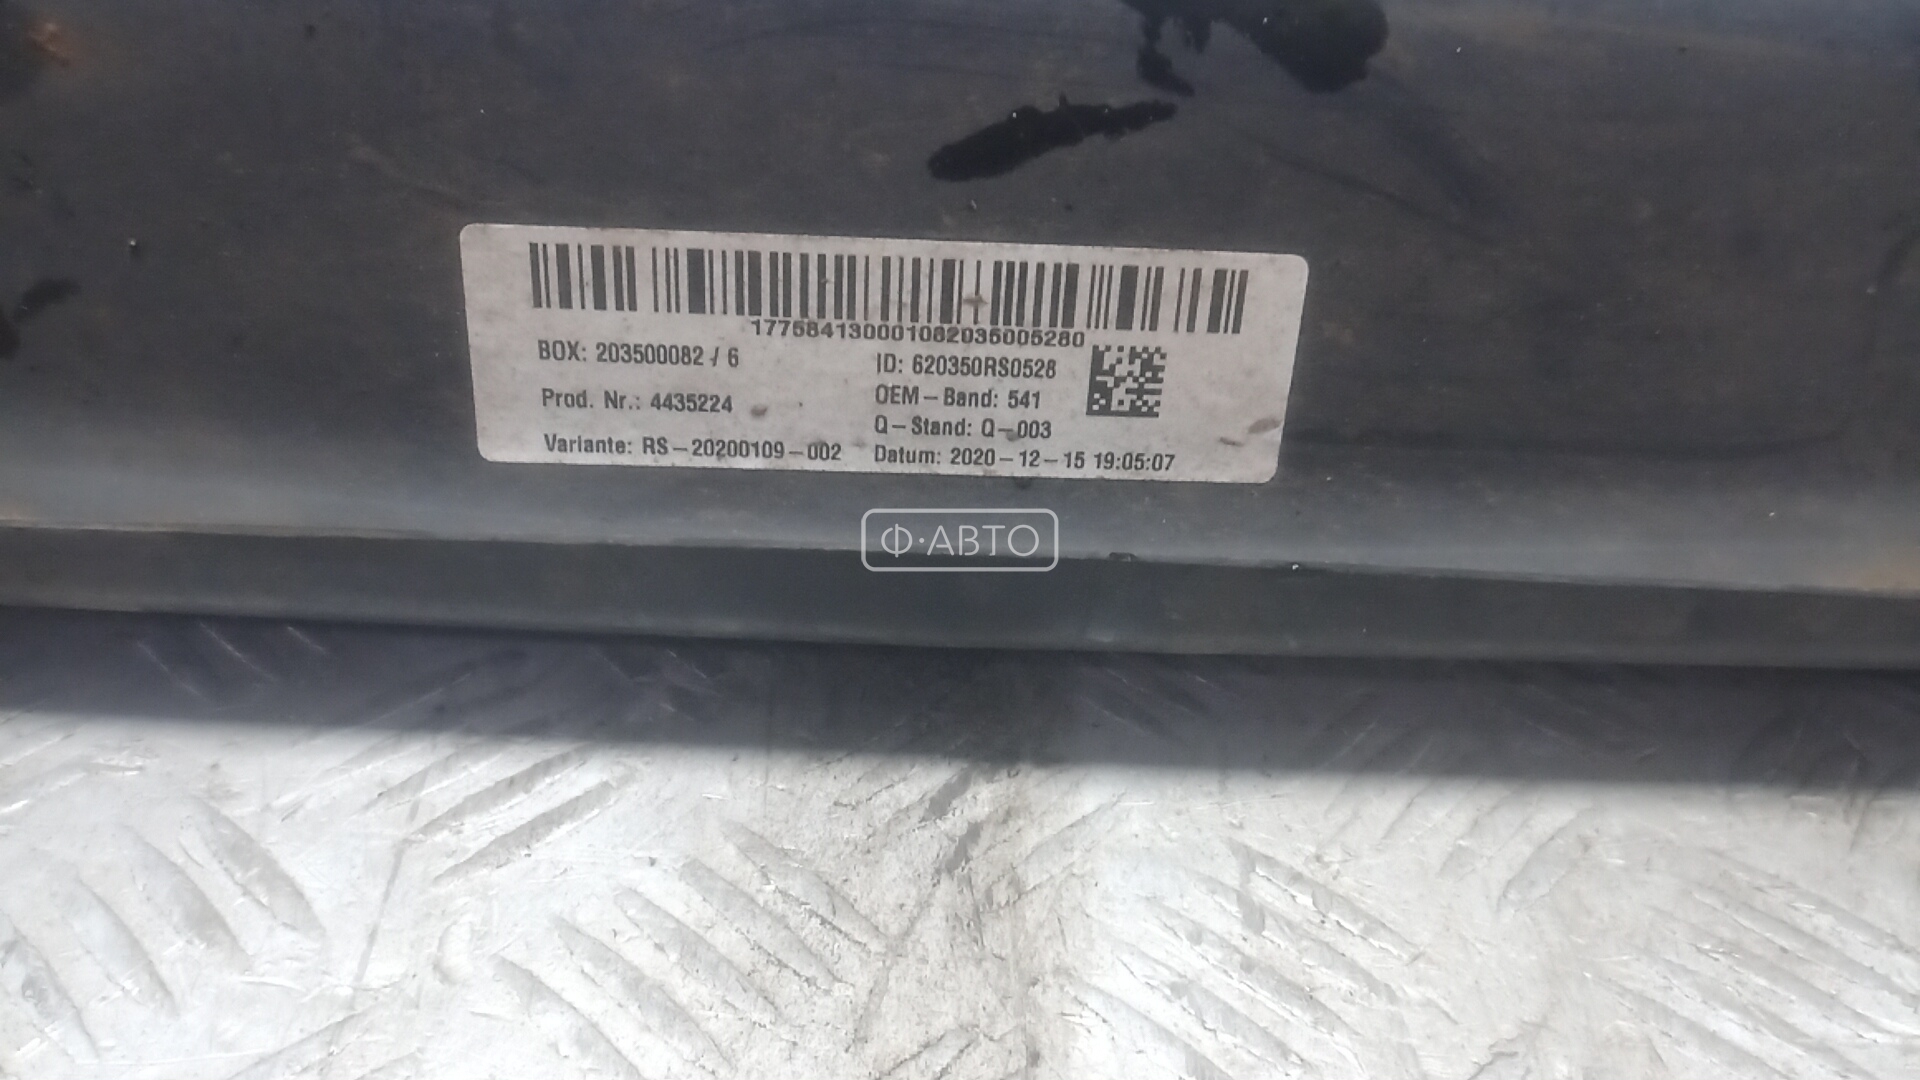 177584130001082035005280
BOX: 203500082 / 6
ID: 620350RS0528
Prod. Nr.: 4435224
OEM-Band: 541
Q-Stand: Q-003
Variante: RS-20200109-002
Datum: 2020-12-15 19:05:07
Ф·АВТО